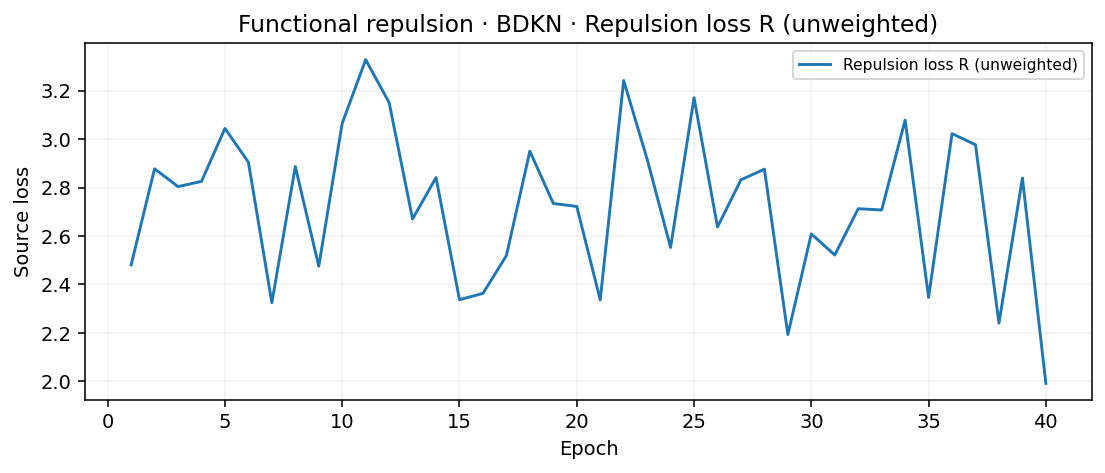 Functional repulsion · BDKN · Repulsion loss R (unweighted)
Repulsion loss R (unweighted)
Source loss
3.2
3.0
2.8
2.6
2.4
2.2
2.0
0 5 10 15 20 25 30 35 40
Epoch